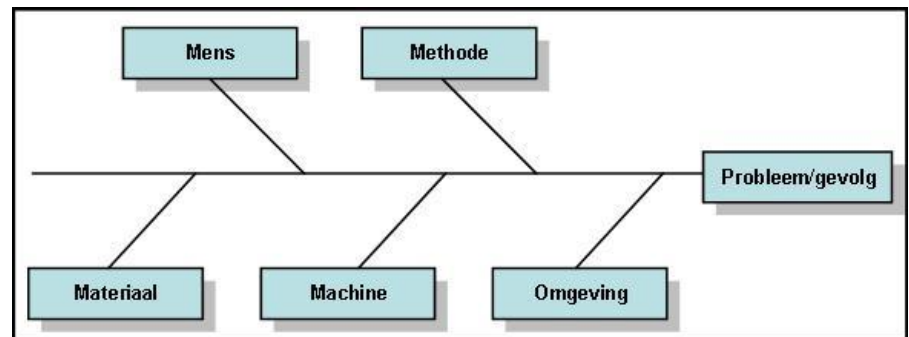 Mens
Methode
Probleem/gevolg
Materiaal
Machine
Omgeving